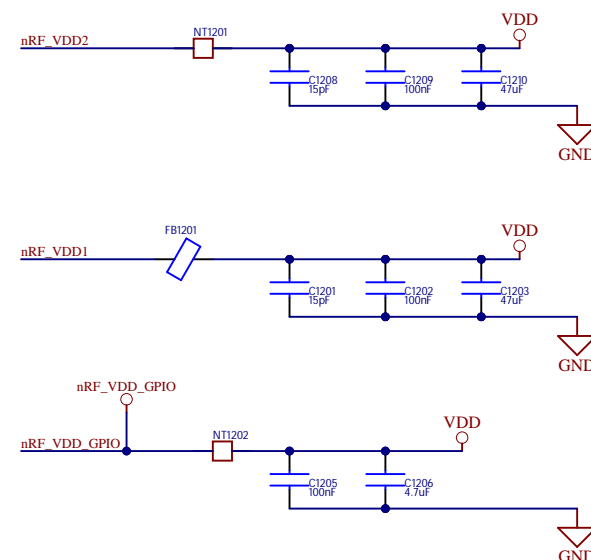 NT1201
VDD
nRF_VDD2
C1208
15pF
C1209
100nF
C1210
47uF
GND
FB1201
VDD
nRF_VDD1
C1201
15pF
C1202
100nF
C1203
47uF
GND
nRF_VDD_GPIO
VDD
nRF_VDD_GPIO
NT1202
C1205
100nF
C1206
4.7uF
GND